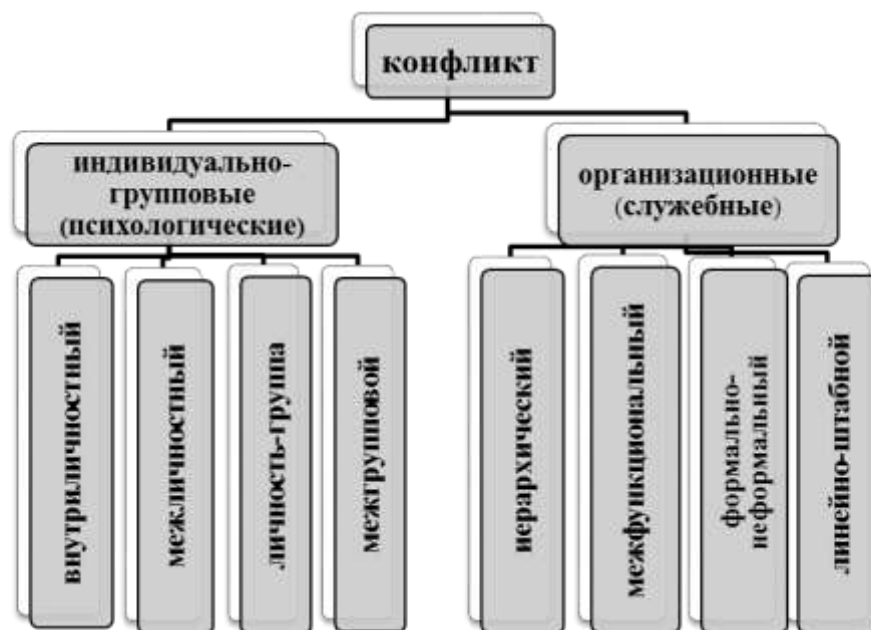 конфликт
индивидуально-
групповые
(психологические)
организационные
(служебные)
внутриличностный
межличностный
личность-группа
межгрупповой
иерархический
межфункциональный
формально-
неформальный
линейно-штабной